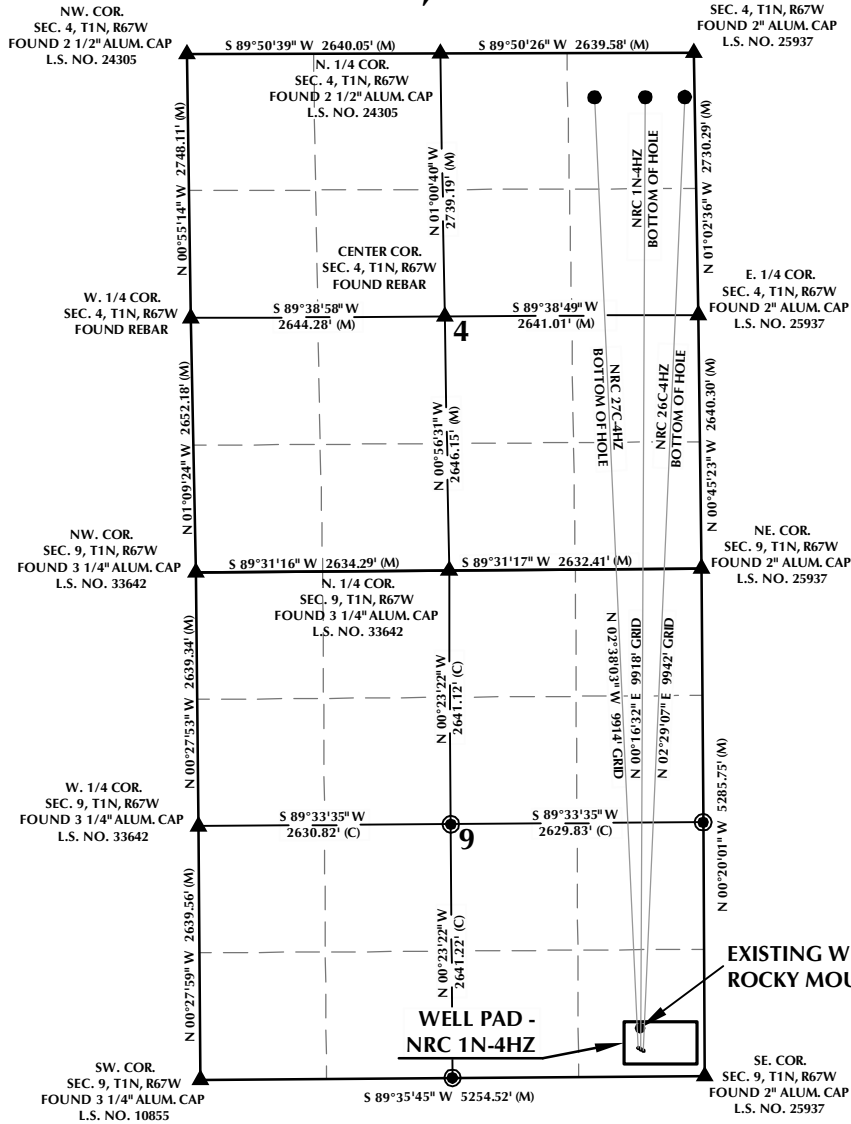 NW. COR.
SEC. 4, T1N, R67W
FOUND 2 1/2" ALUM. CAP
L.S. NO. 24305
S 89°50'39" W 2640.05' (M)
S 89°50'26" W 2639.58' (M)
SEC. 4, T1N, R67W
FOUND 2" ALUM. CAP
L.S. NO. 25937
N. 1/4 COR.
SEC. 4, T1N, R67W
FOUND 2 1/2" ALUM. CAP
L.S. NO. 24305
N 00°55'14" W 2748.11' (M)
N 01°00'40" W
2739.19' (M)
NRC 1N-4HZ
BOTTOM OF HOLE
N 01°02'36" W 2730.29' (M)
CENTER COR.
SEC. 4, T1N, R67W
FOUND REBAR
W. 1/4 COR.
SEC. 4, T1N, R67W
FOUND REBAR
S 89°38'58" W
2644.28' (M)
S 89°38'49" W
2641.01' (M)
E. 1/4 COR.
SEC. 4, T1N, R67W
FOUND 2" ALUM. CAP
L.S. NO. 25937
4
N 01°09'24" W 2652.18' (M)
N 00°56'31" W
2646.15' (M)
NRC 27C-4HZ
BOTTOM OF HOLE
NRC 26C-4HZ
BOTTOM OF HOLE
N 00°45'23" W 2640.30' (M)
NW. COR.
SEC. 9, T1N, R67W
FOUND 3 1/4" ALUM. CAP
L.S. NO. 33642
S 89°31'16" W 2634.29' (M)
S 89°31'17" W 2632.41' (M)
NE. COR.
SEC. 9, T1N, R67W
FOUND 2" ALUM. CAP
L.S. NO. 25937
N. 1/4 COR.
SEC. 9, T1N, R67W
FOUND 3 1/4" ALUM. CAP
L.S. NO. 33642
N 00°27'53" W 2639.34' (M)
N 00°23'22" W
2641.12' (C)
N 02°38'03" W 9914' GRID
N 00°16'32" E 9918' GRID
N 02°29'07" E 9942' GRID
W. 1/4 COR.
SEC. 9, T1N, R67W
FOUND 3 1/4" ALUM. CAP
L.S. NO. 33642
S 89°33'35" W
2630.82' (C)
S 89°33'35" W
2629.83' (C)
9
N 00°20'01" W 5285.75' (M)
N 00°27'59" W 2639.56' (M)
N 00°23'22" W
2641.22' (C)
EXISTING W
ROCKY MOU
WELL PAD -
NRC 1N-4HZ
SW. COR.
SEC. 9, T1N, R67W
FOUND 3 1/4" ALUM. CAP
L.S. NO. 10855
S 89°35'45" W 5254.52' (M)
SE. COR.
SEC. 9, T1N, R67W
FOUND 2" ALUM. CAP
L.S. NO. 25937